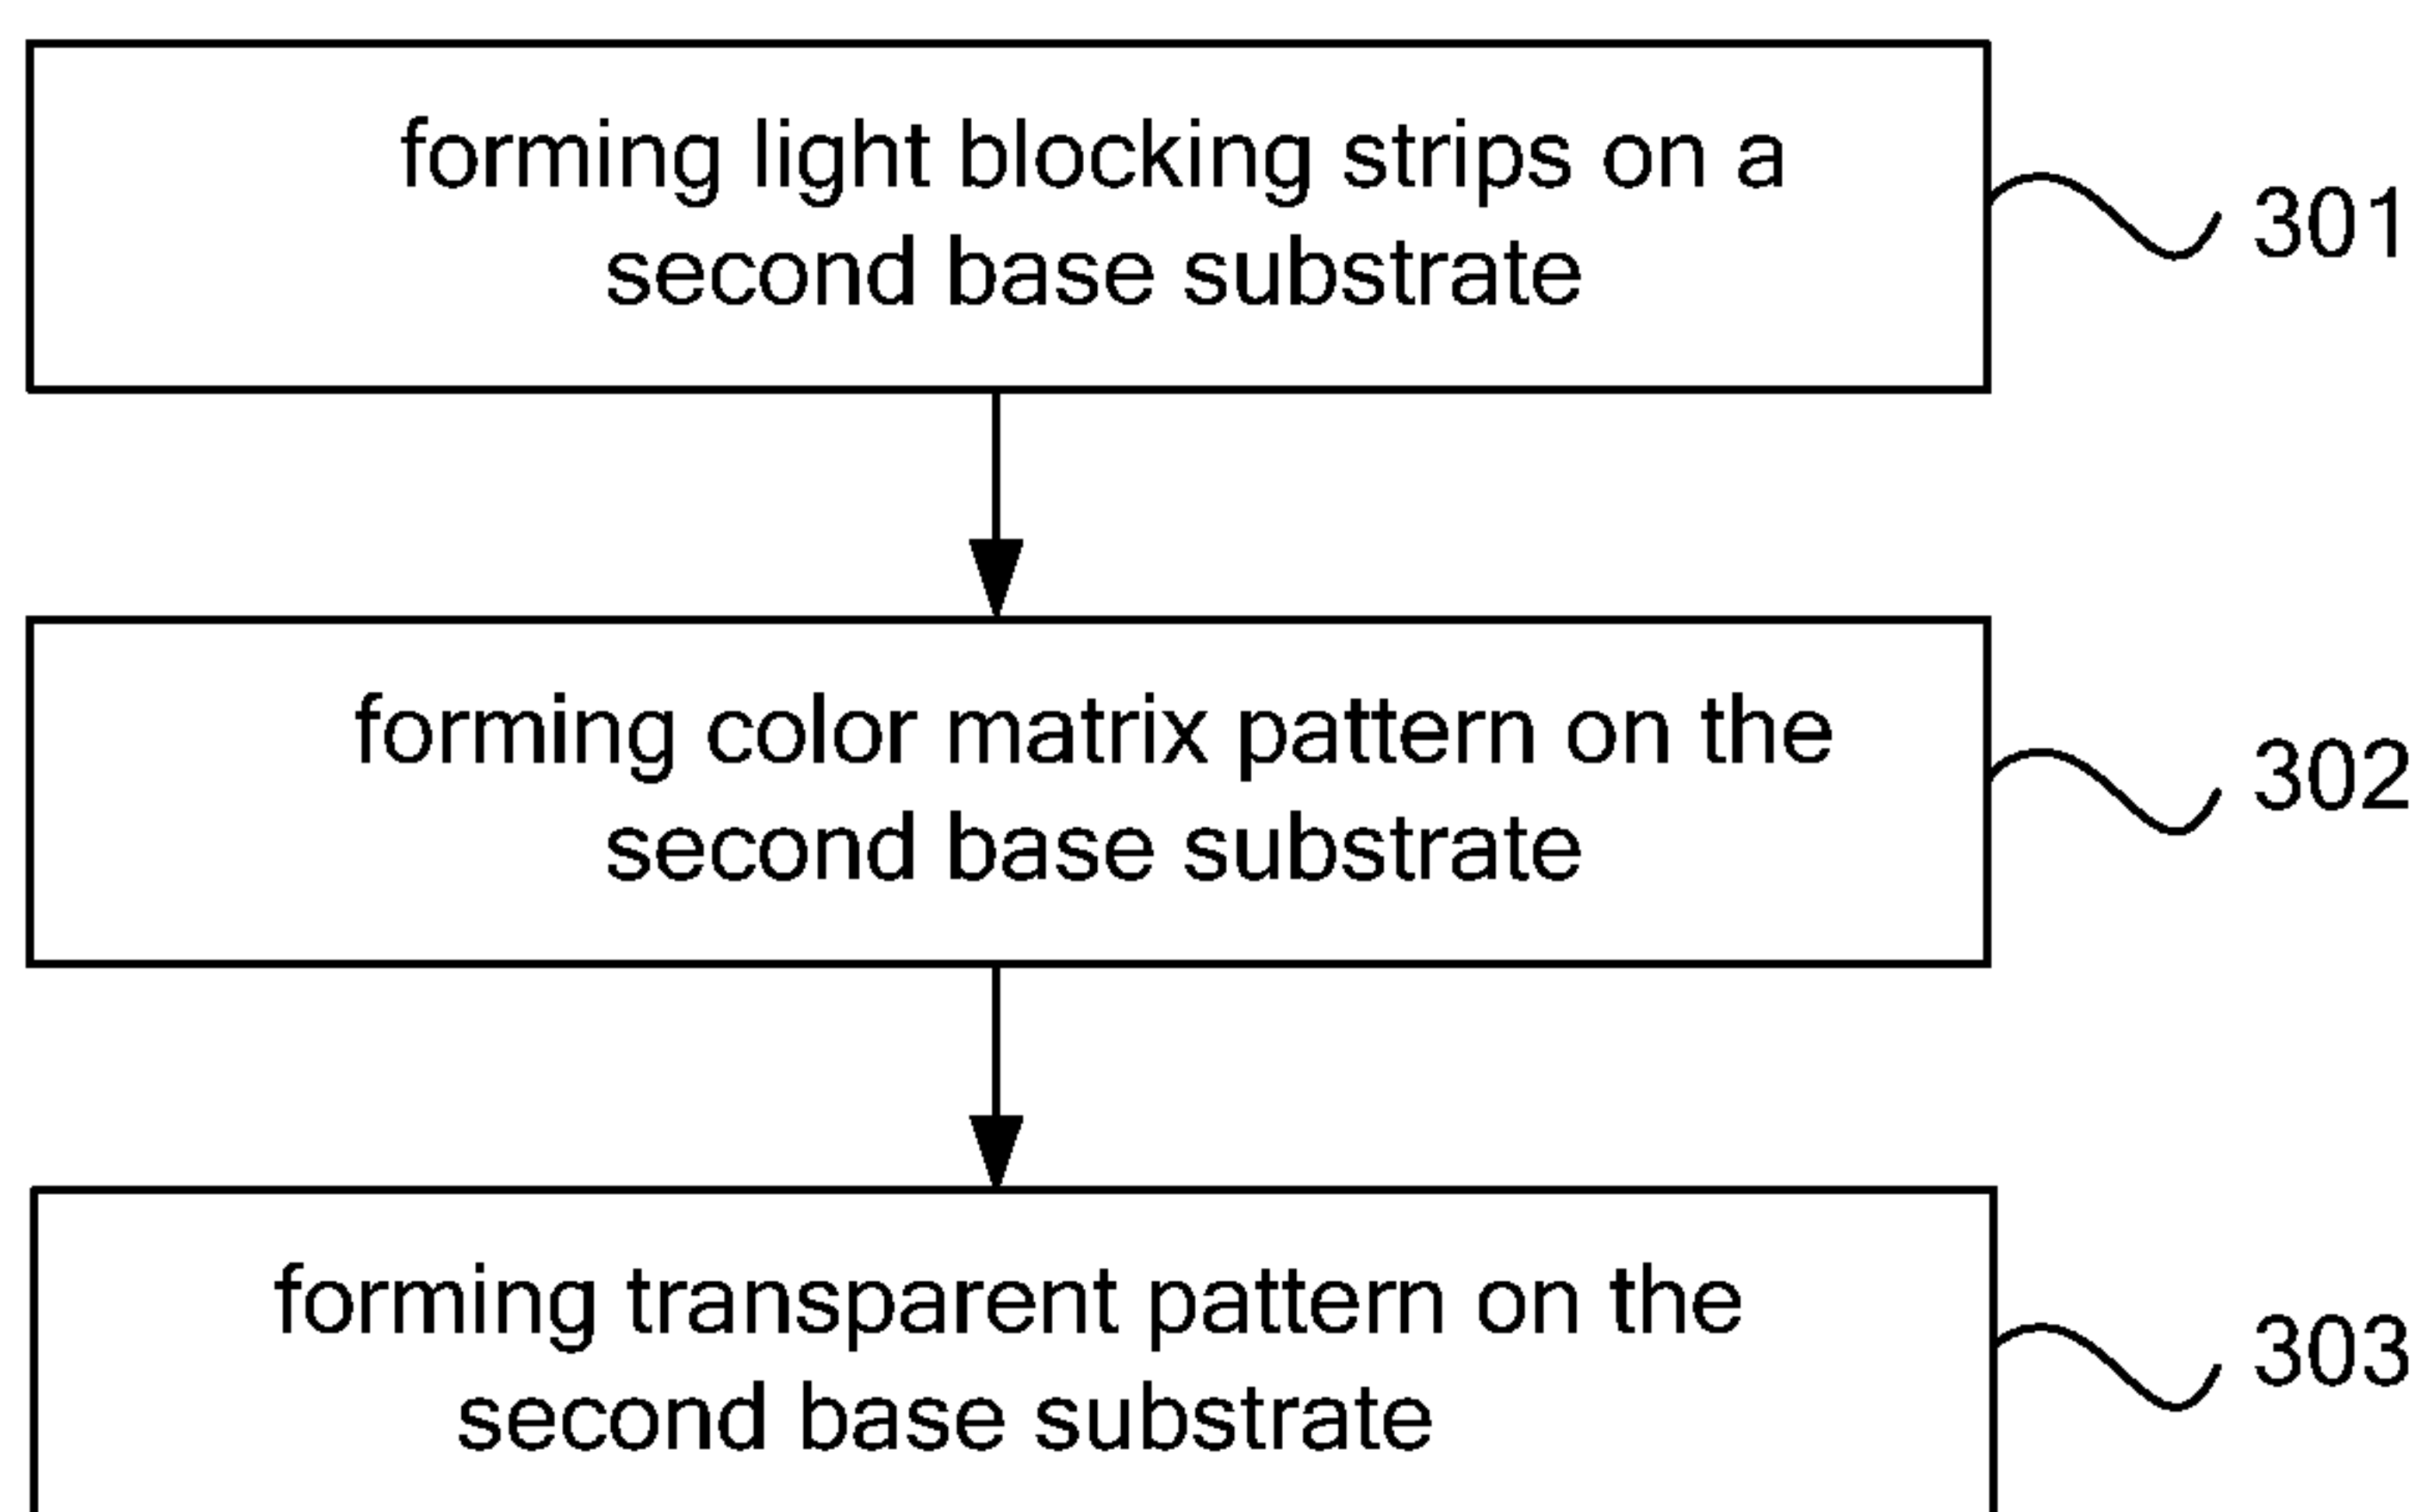 forming light blocking strips on a
second base substrate
301
forming color matrix pattern on the
second base substrate
302
forming transparent pattern on the
second base substrate
303